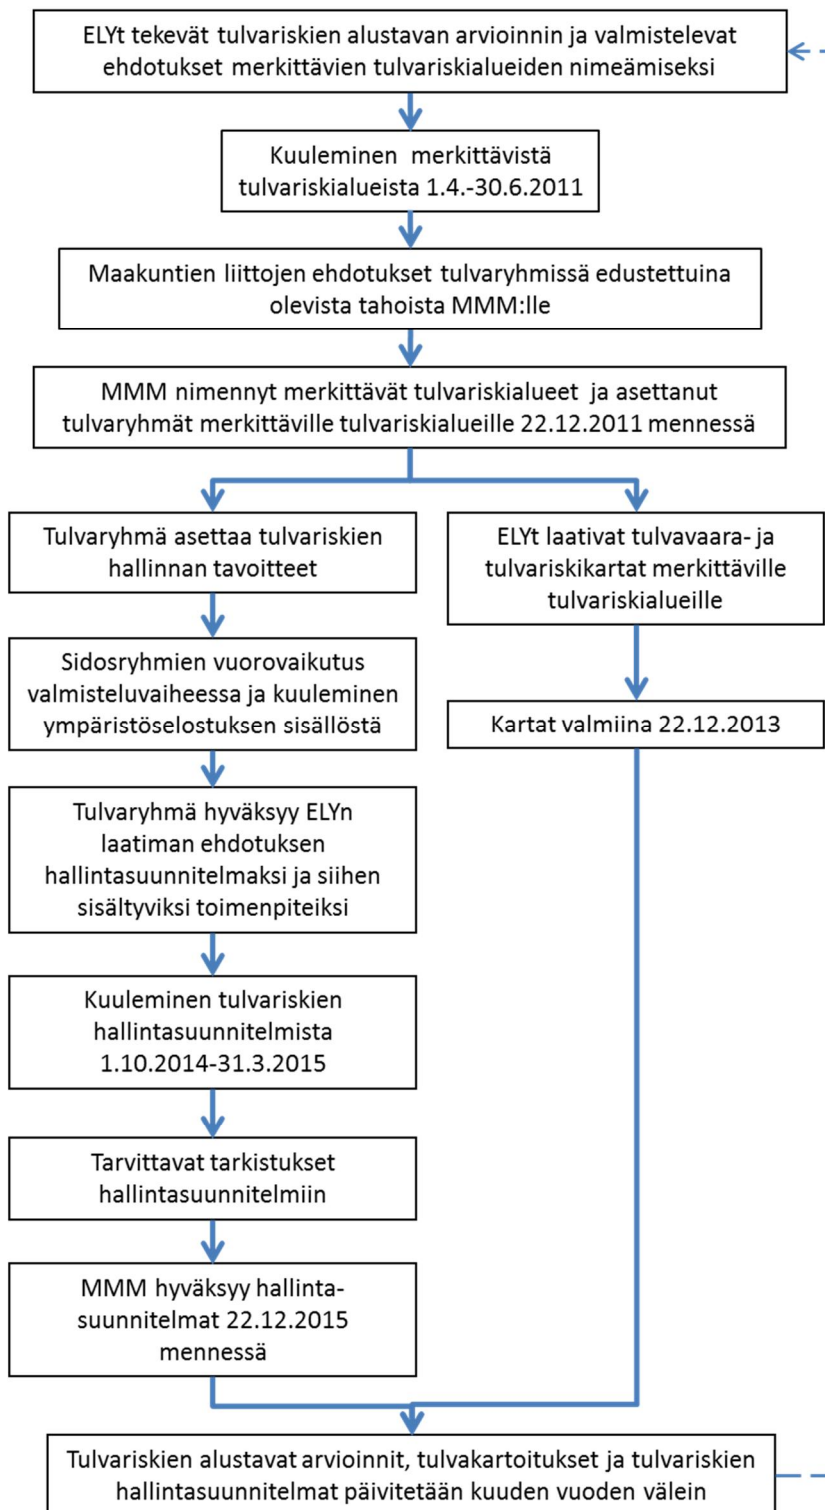 ELYt tekevät tulvariskien alustavan arvioinnin ja valmistelevat
ehdotukset merkittävien tulvariskialueiden nimeämiseksi
Kuuleminen merkittävistä
tulvariskialueista 1.4.-30.6.2011
Maakuntien liittojen ehdotukset tulvaryhmissä edustettuina
olevista tahoista MMM:lle
MMM nimennyt merkittävät tulvariskialueet ja asettanut
tulvaryhmät merkittäville tulvariskialueille 22.12.2011 mennessä
Tulvaryhmä asettaa tulvariskien
hallinnan tavoitteet
Sidosryhmien vuorovaikutus
valmisteluvaiheessa ja kuuleminen
ympäristöselostuksen sisällöstä
Tulvaryhmä hyväksyy ELYn
laatiman ehdotuksen
hallintasuunnitelmaksi ja siihen
sisältyviksi toimenpiteiksi
Kuuleminen tulvariskien
hallintasuunnitelmista
1.10.2014-31.3.2015
Tarvittavat tarkistukset
hallintasuunnitelmiin
MMM hyväksyy hallinta-
suunnitelmat 22.12.2015
mennessä
ELYt laativat tulvavaara- ja
tulvariskikartat merkittäville
tulvariskialueille
Kartat valmiina 22.12.2013
Tulvariskien alustavat arvioinnit, tulvakartoitukset ja tulvariskien
hallintasuunnitelmat päivitetään kuuden vuoden välein